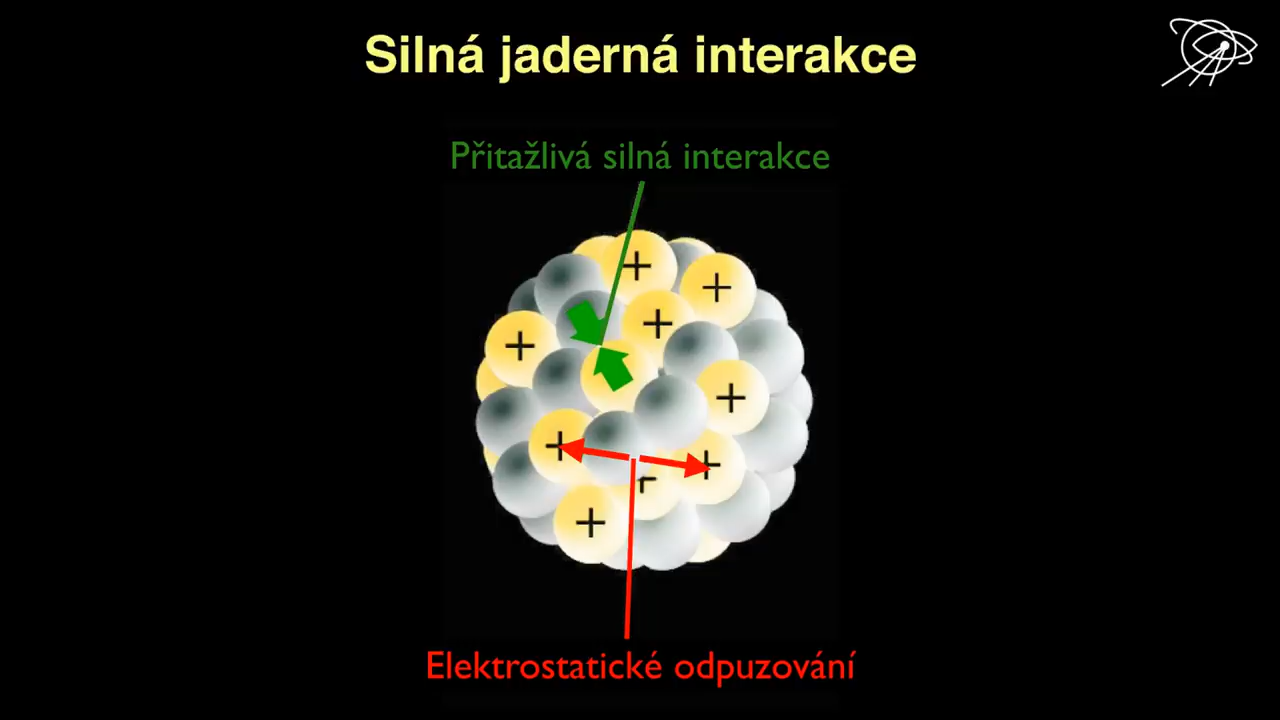 Silná jaderná interakce
Přitažlivá silná interakce
+
+
+
+
+
+
+
+
Elektrostatické odpuzování